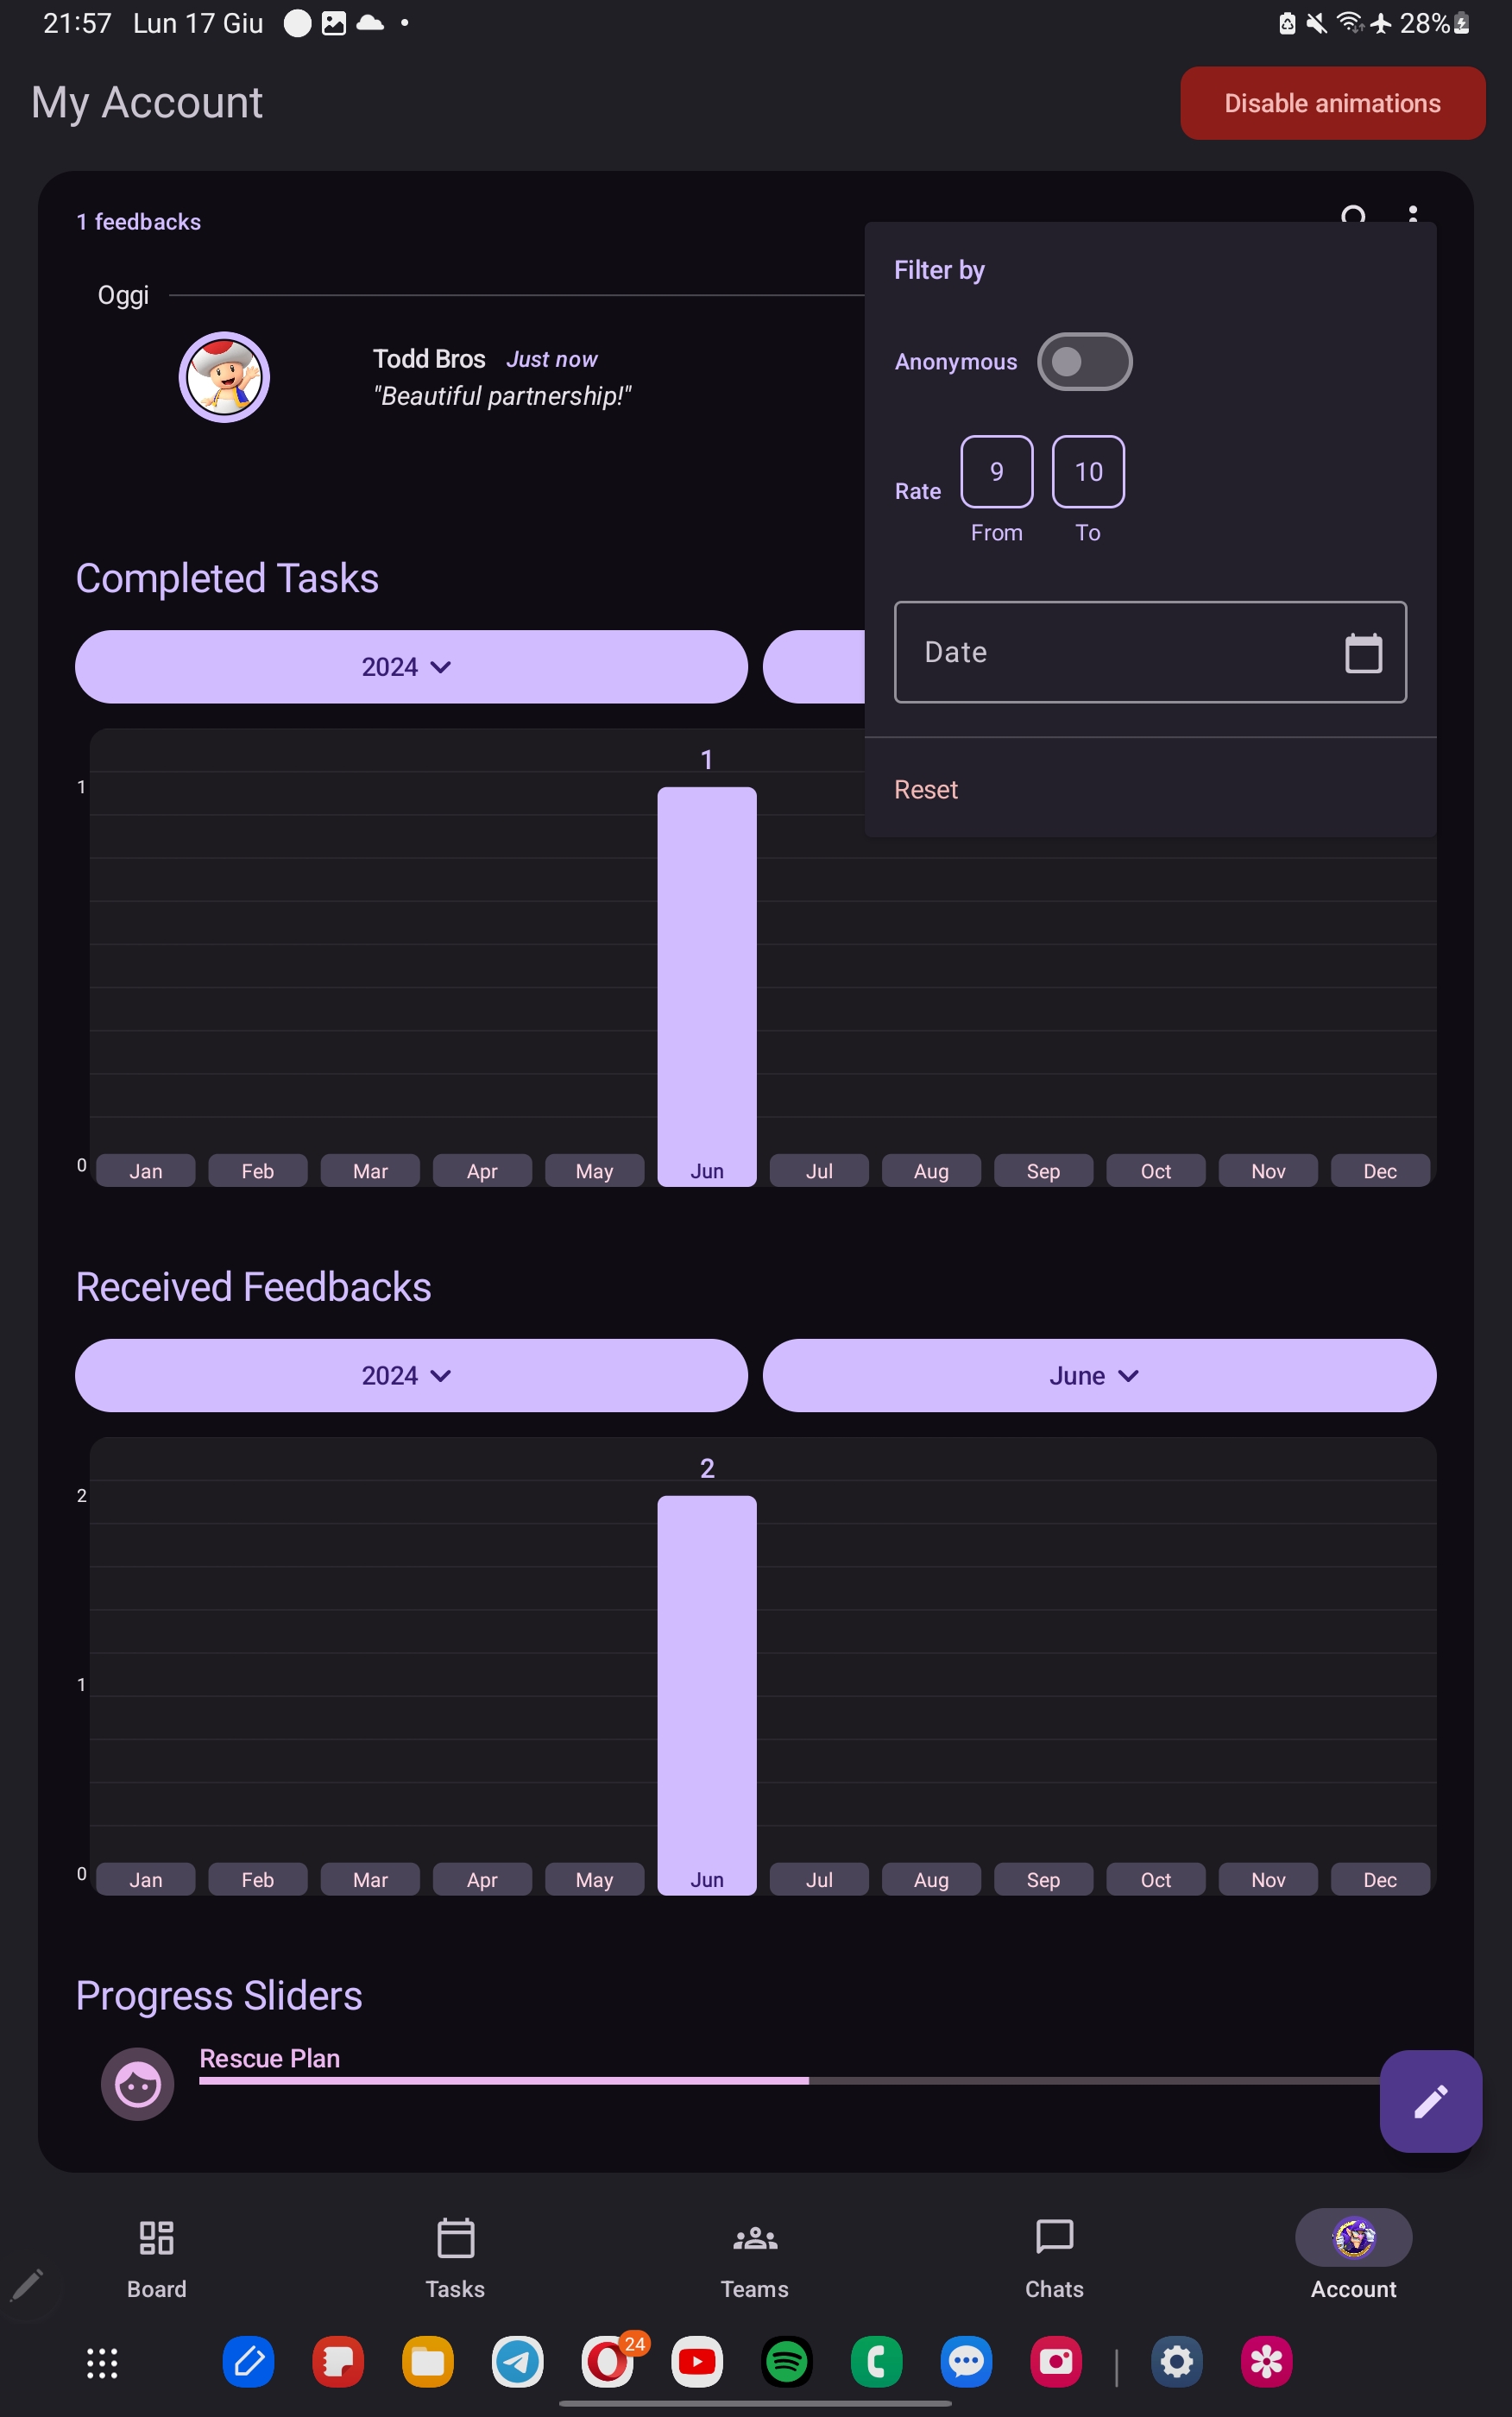 21:57 Lun 17 Giu 28%
My Account
Disable animations
1 feedbacks
Oggi
Todd Bros Just now
"Beautiful partnership!"
Filter by
Anonymous
Rate 9 10
From To
Date
Reset
Completed Tasks
2024
1
1
0
Jan Feb Mar Apr May Jun Jul Aug Sep Oct Nov Dec
Received Feedbacks
2024 June
2
2
1
0
Jan Feb Mar Apr May Jun Jul Aug Sep Oct Nov Dec
Progress Sliders
Rescue Plan
Board Tasks Teams Chats Account
24